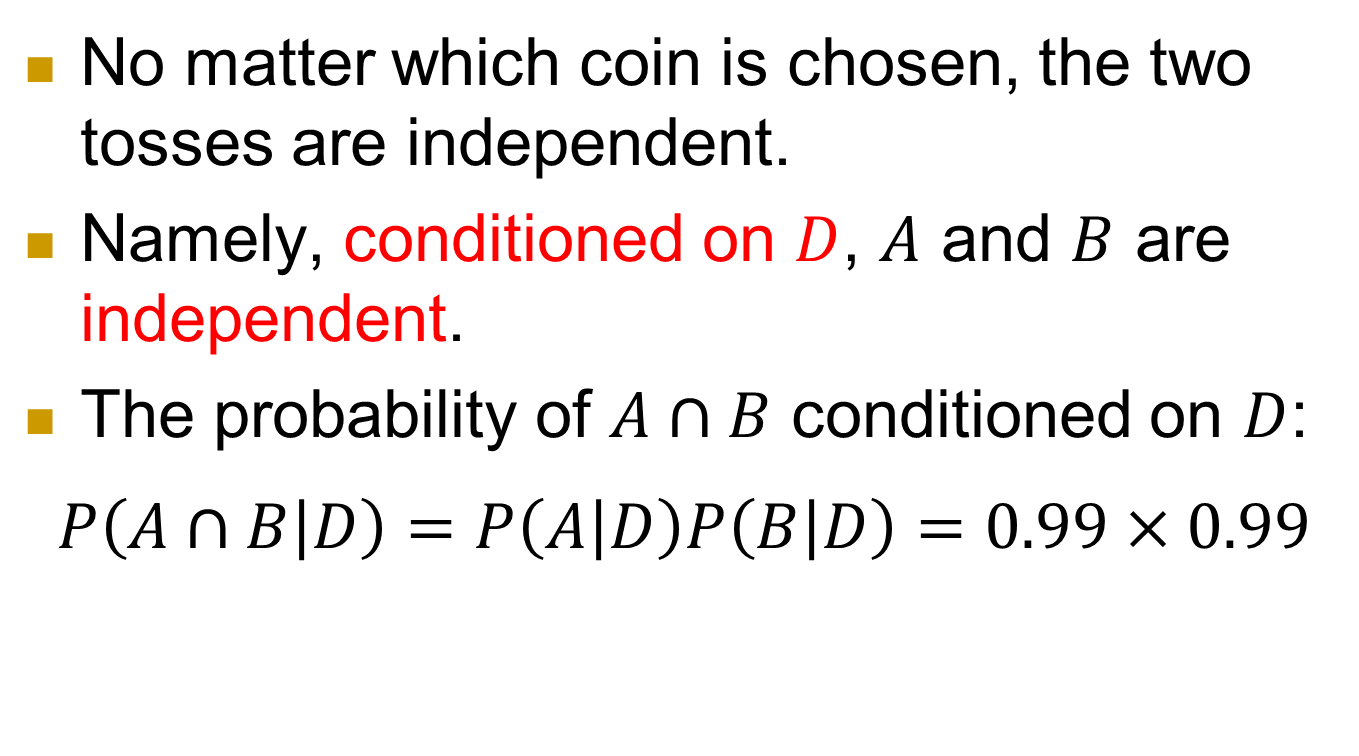 No matter which coin is chosen, the two
tosses are independent.
Namely, conditioned on D, A and B are
independent.
The probability of A ∩ B conditioned on D:
P(A ∩ B|D) = P(A|D)P(B|D) = 0.99 × 0.99